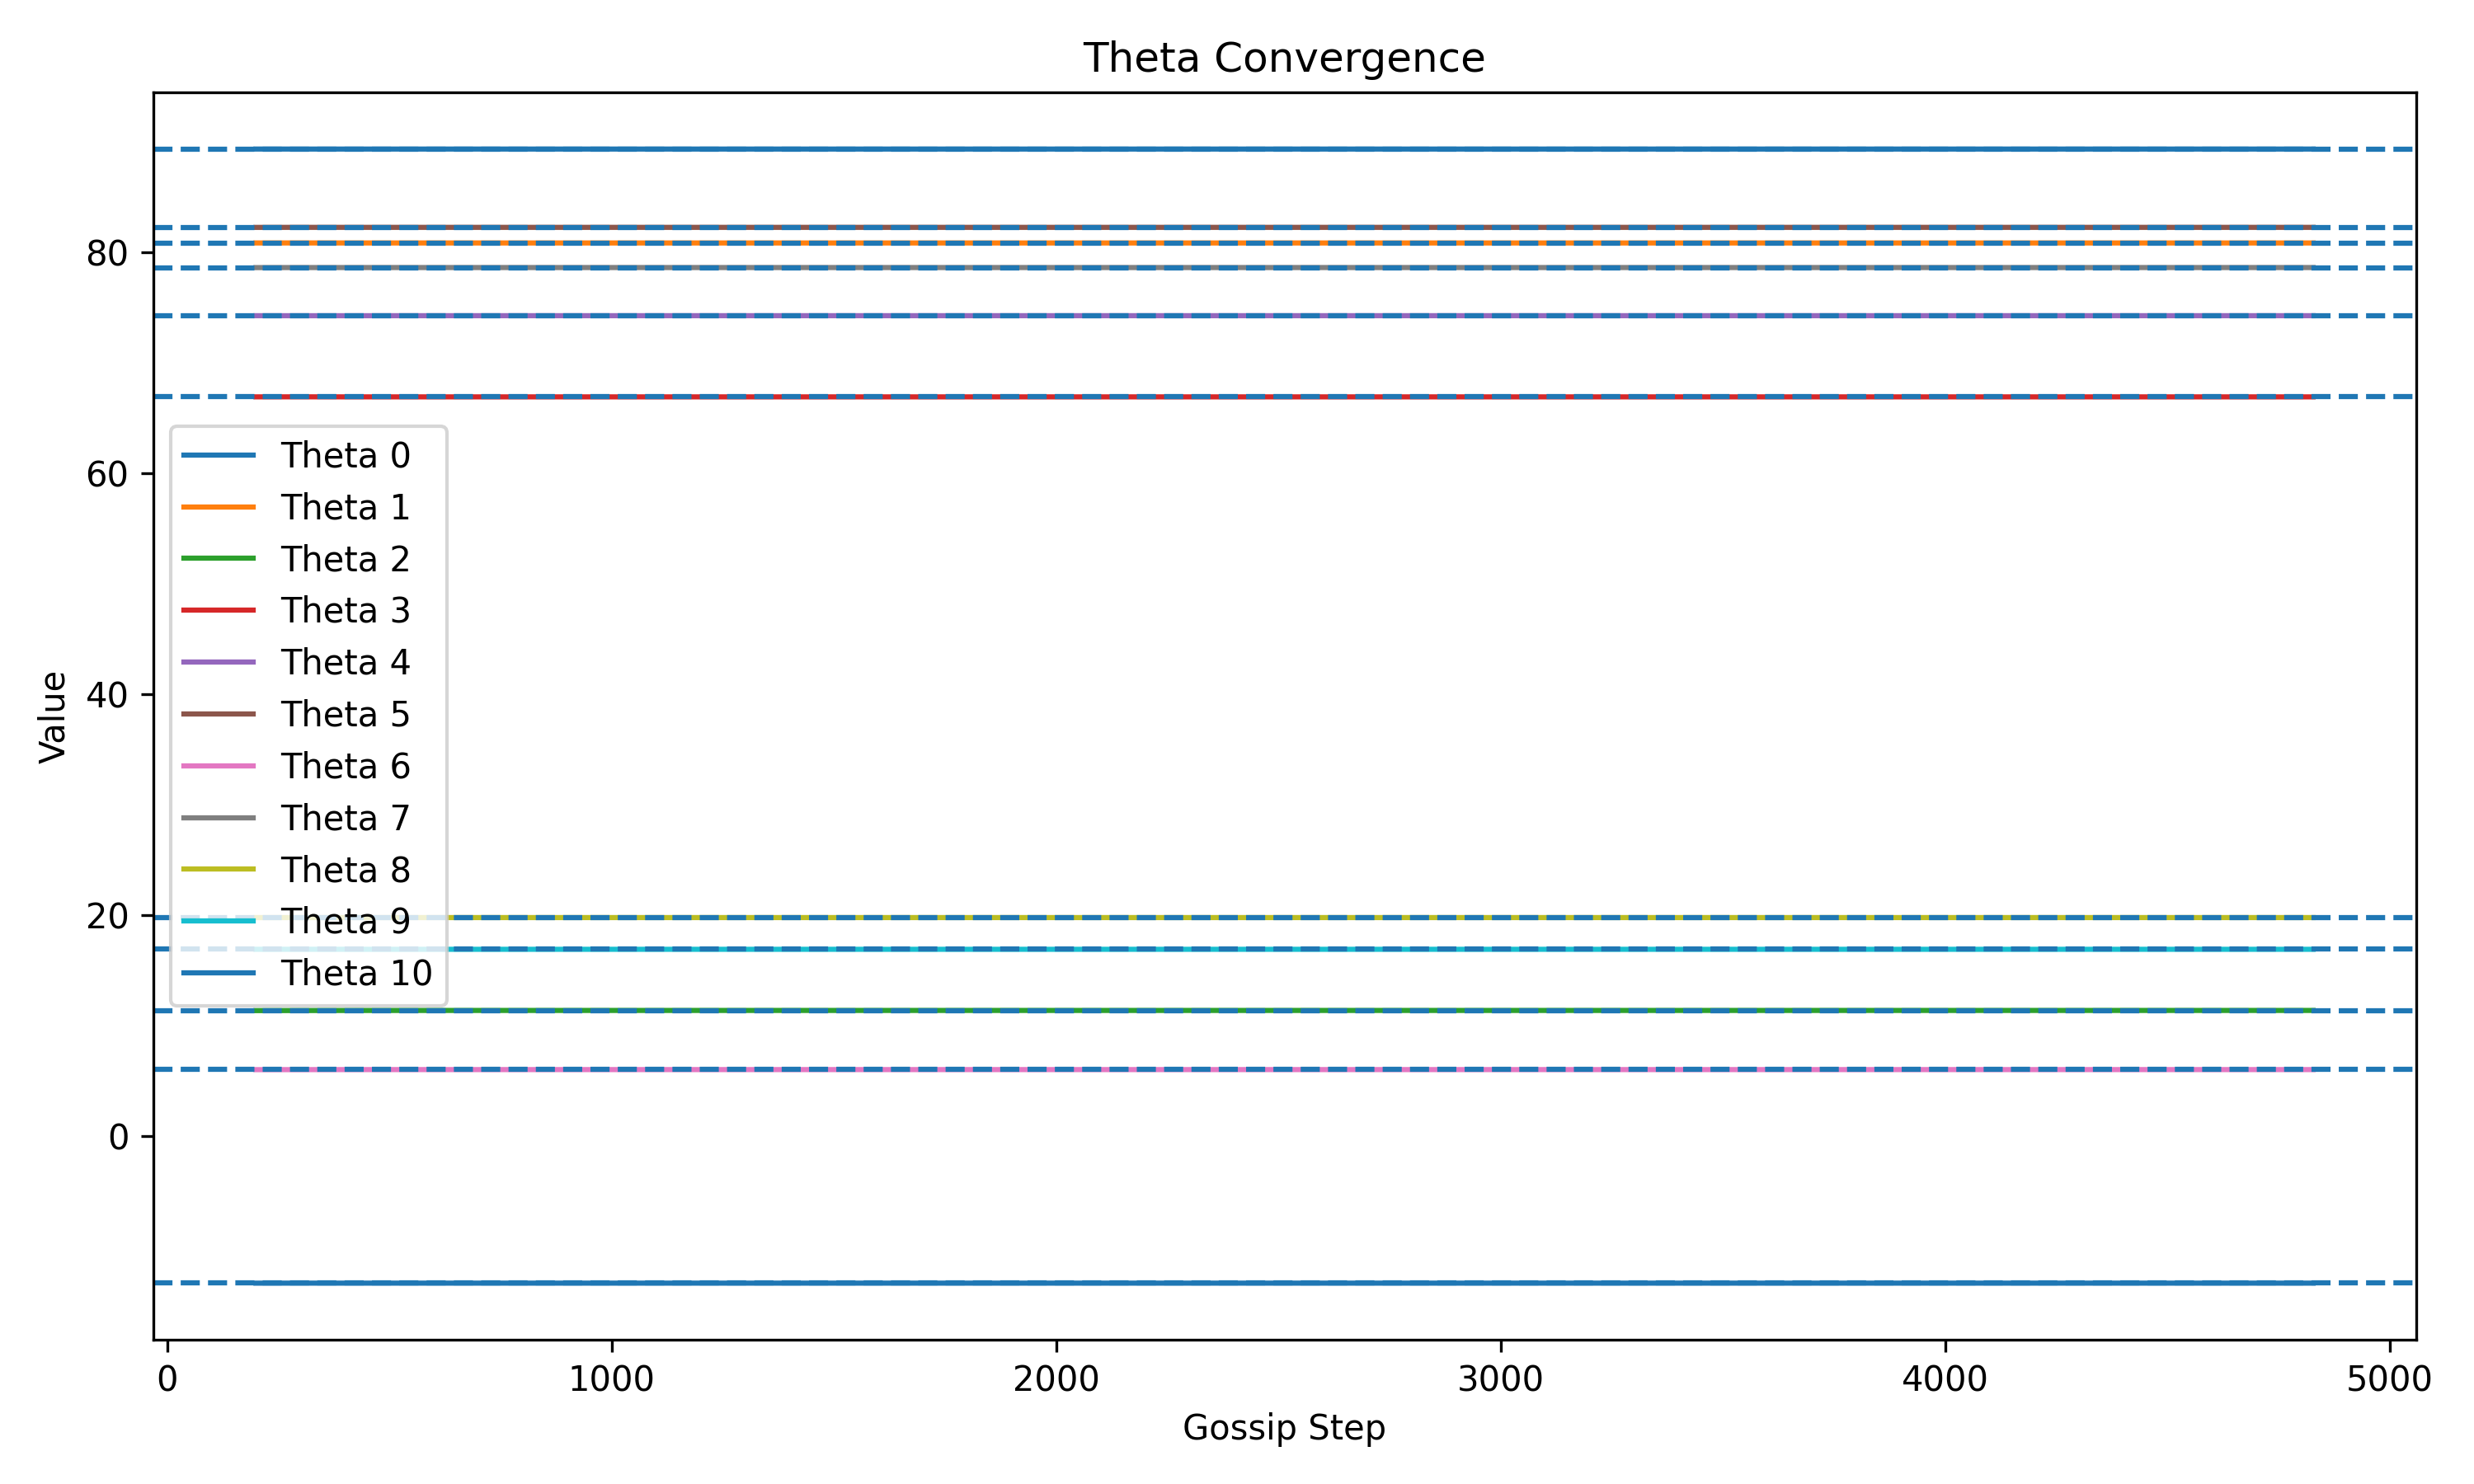 Theta Convergence
80
60
40
20
0
Value
Theta 0
Theta 1
Theta 2
Theta 3
Theta 4
Theta 5
Theta 6
Theta 7
Theta 8
Theta 9
Theta 10
0 1000 2000 3000 4000 5000
Gossip Step